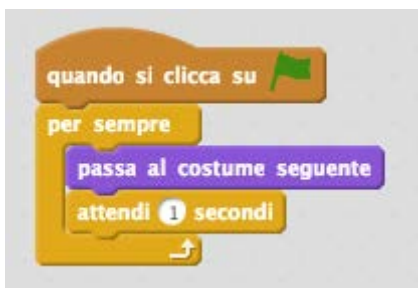 quando si clicca su
per sempre
passa al costume seguente
attendi 1 secondi